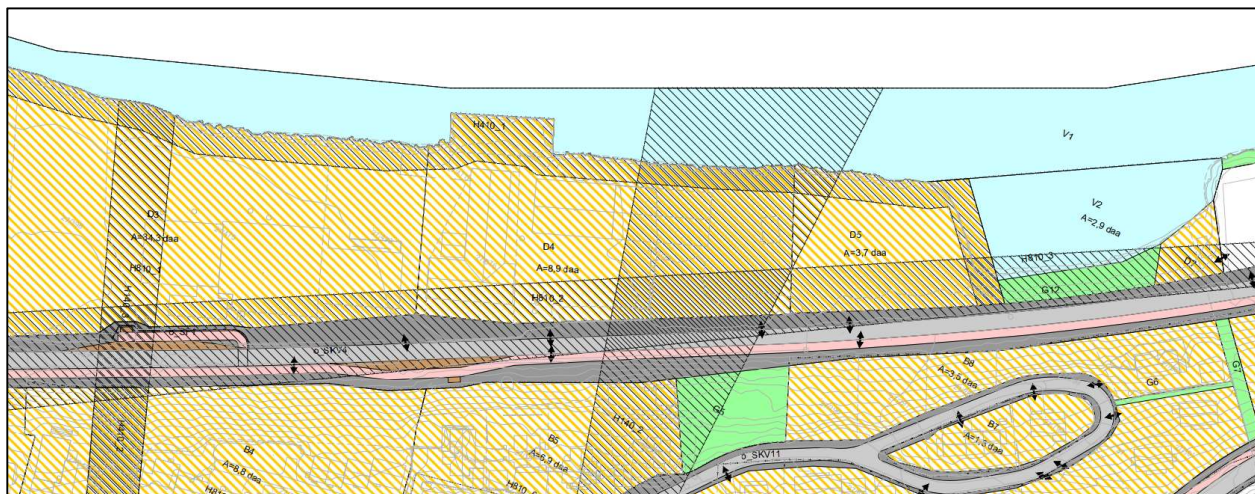 H410_1
V1
V2
A=2,9 daa
D3
A=34,3 daa
H810_1
D4
A=8,9 daa
D5
A=3,7 daa
H810_3
G12
H810_2
o_SKV4
B8
A=3,5 daa
G6
G7
G5
B7
A=1,3 daa
H140_2
B4
A=8,8 daa
B5
A=6,9 daa
o_SKV11